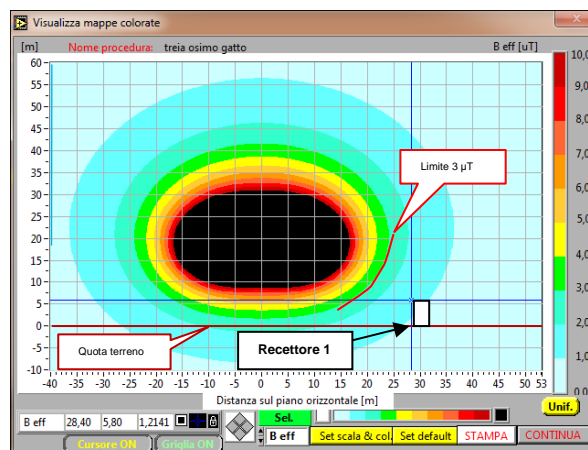 Visualizza mappe colorate
[m]
Nome procedura: treia osimo gatto
B eff [uT]
60
55
50
45
40
35
30
25
20
15
10
5
0
-5
-10
-40 -35 -30 -25 -20 -15 -10 -5 0 5 10 15 20 25 30 35 40 45 50 53
Limite 3 µT
Quota terreno
Recettore 1
10,0
9,0
8,0
7,0
6,0
5,0
4,0
3,0
2,0
1,0
0,0
Distanza sul piano orizzontale [m]
Unif.
B eff 28,40 5,80 1,2141
Cursore ON
Griglia ON
Sel.
B eff
Set scala & col.
Set default
STAMPA
CONTINUA